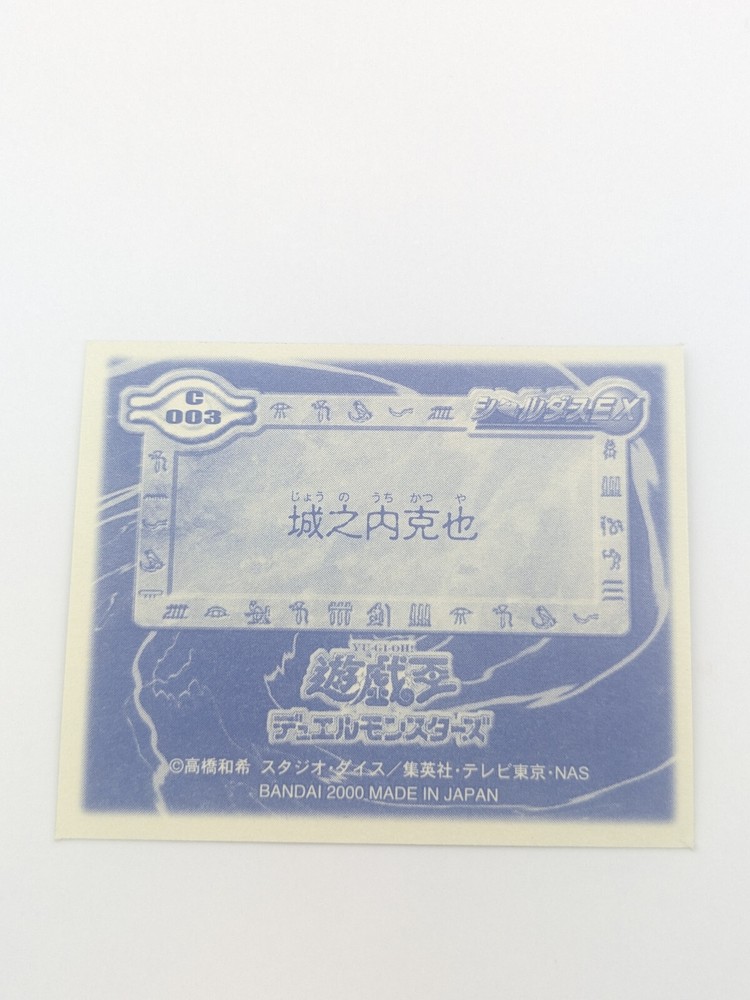 C
003
シールダスEX
じょう の うち かつ や
城之内克也
YU-GI-OH!
遊戯王
デュエルモンスターズ
©高橋和希 スタジオ・ダイス／集英社・テレビ東京・NAS
BANDAI 2000 MADE IN JAPAN